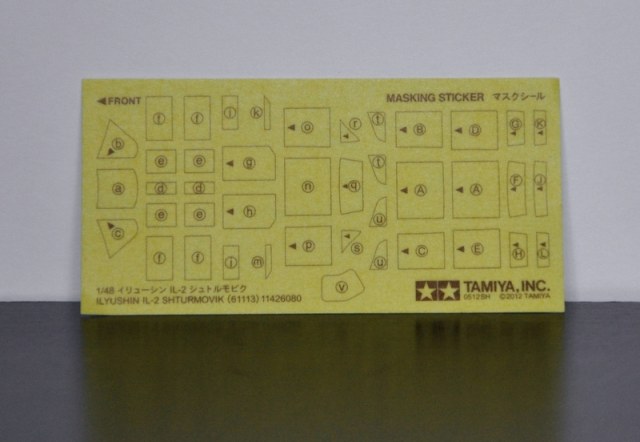 ◀FRONT
MASKING STICKER マスクシール
f f i k
b
o r t B D G K
e e g
a d d n q t A A F J
e e h u
c
f f j m p s u C E H L
v
1/48 イリューシン IL-2 シュトルモビク
ILYUSHIN IL-2 SHTURMOVIK (61113) 11426080
TAMIYA, INC.
0512BH ©2012 TAMIYA